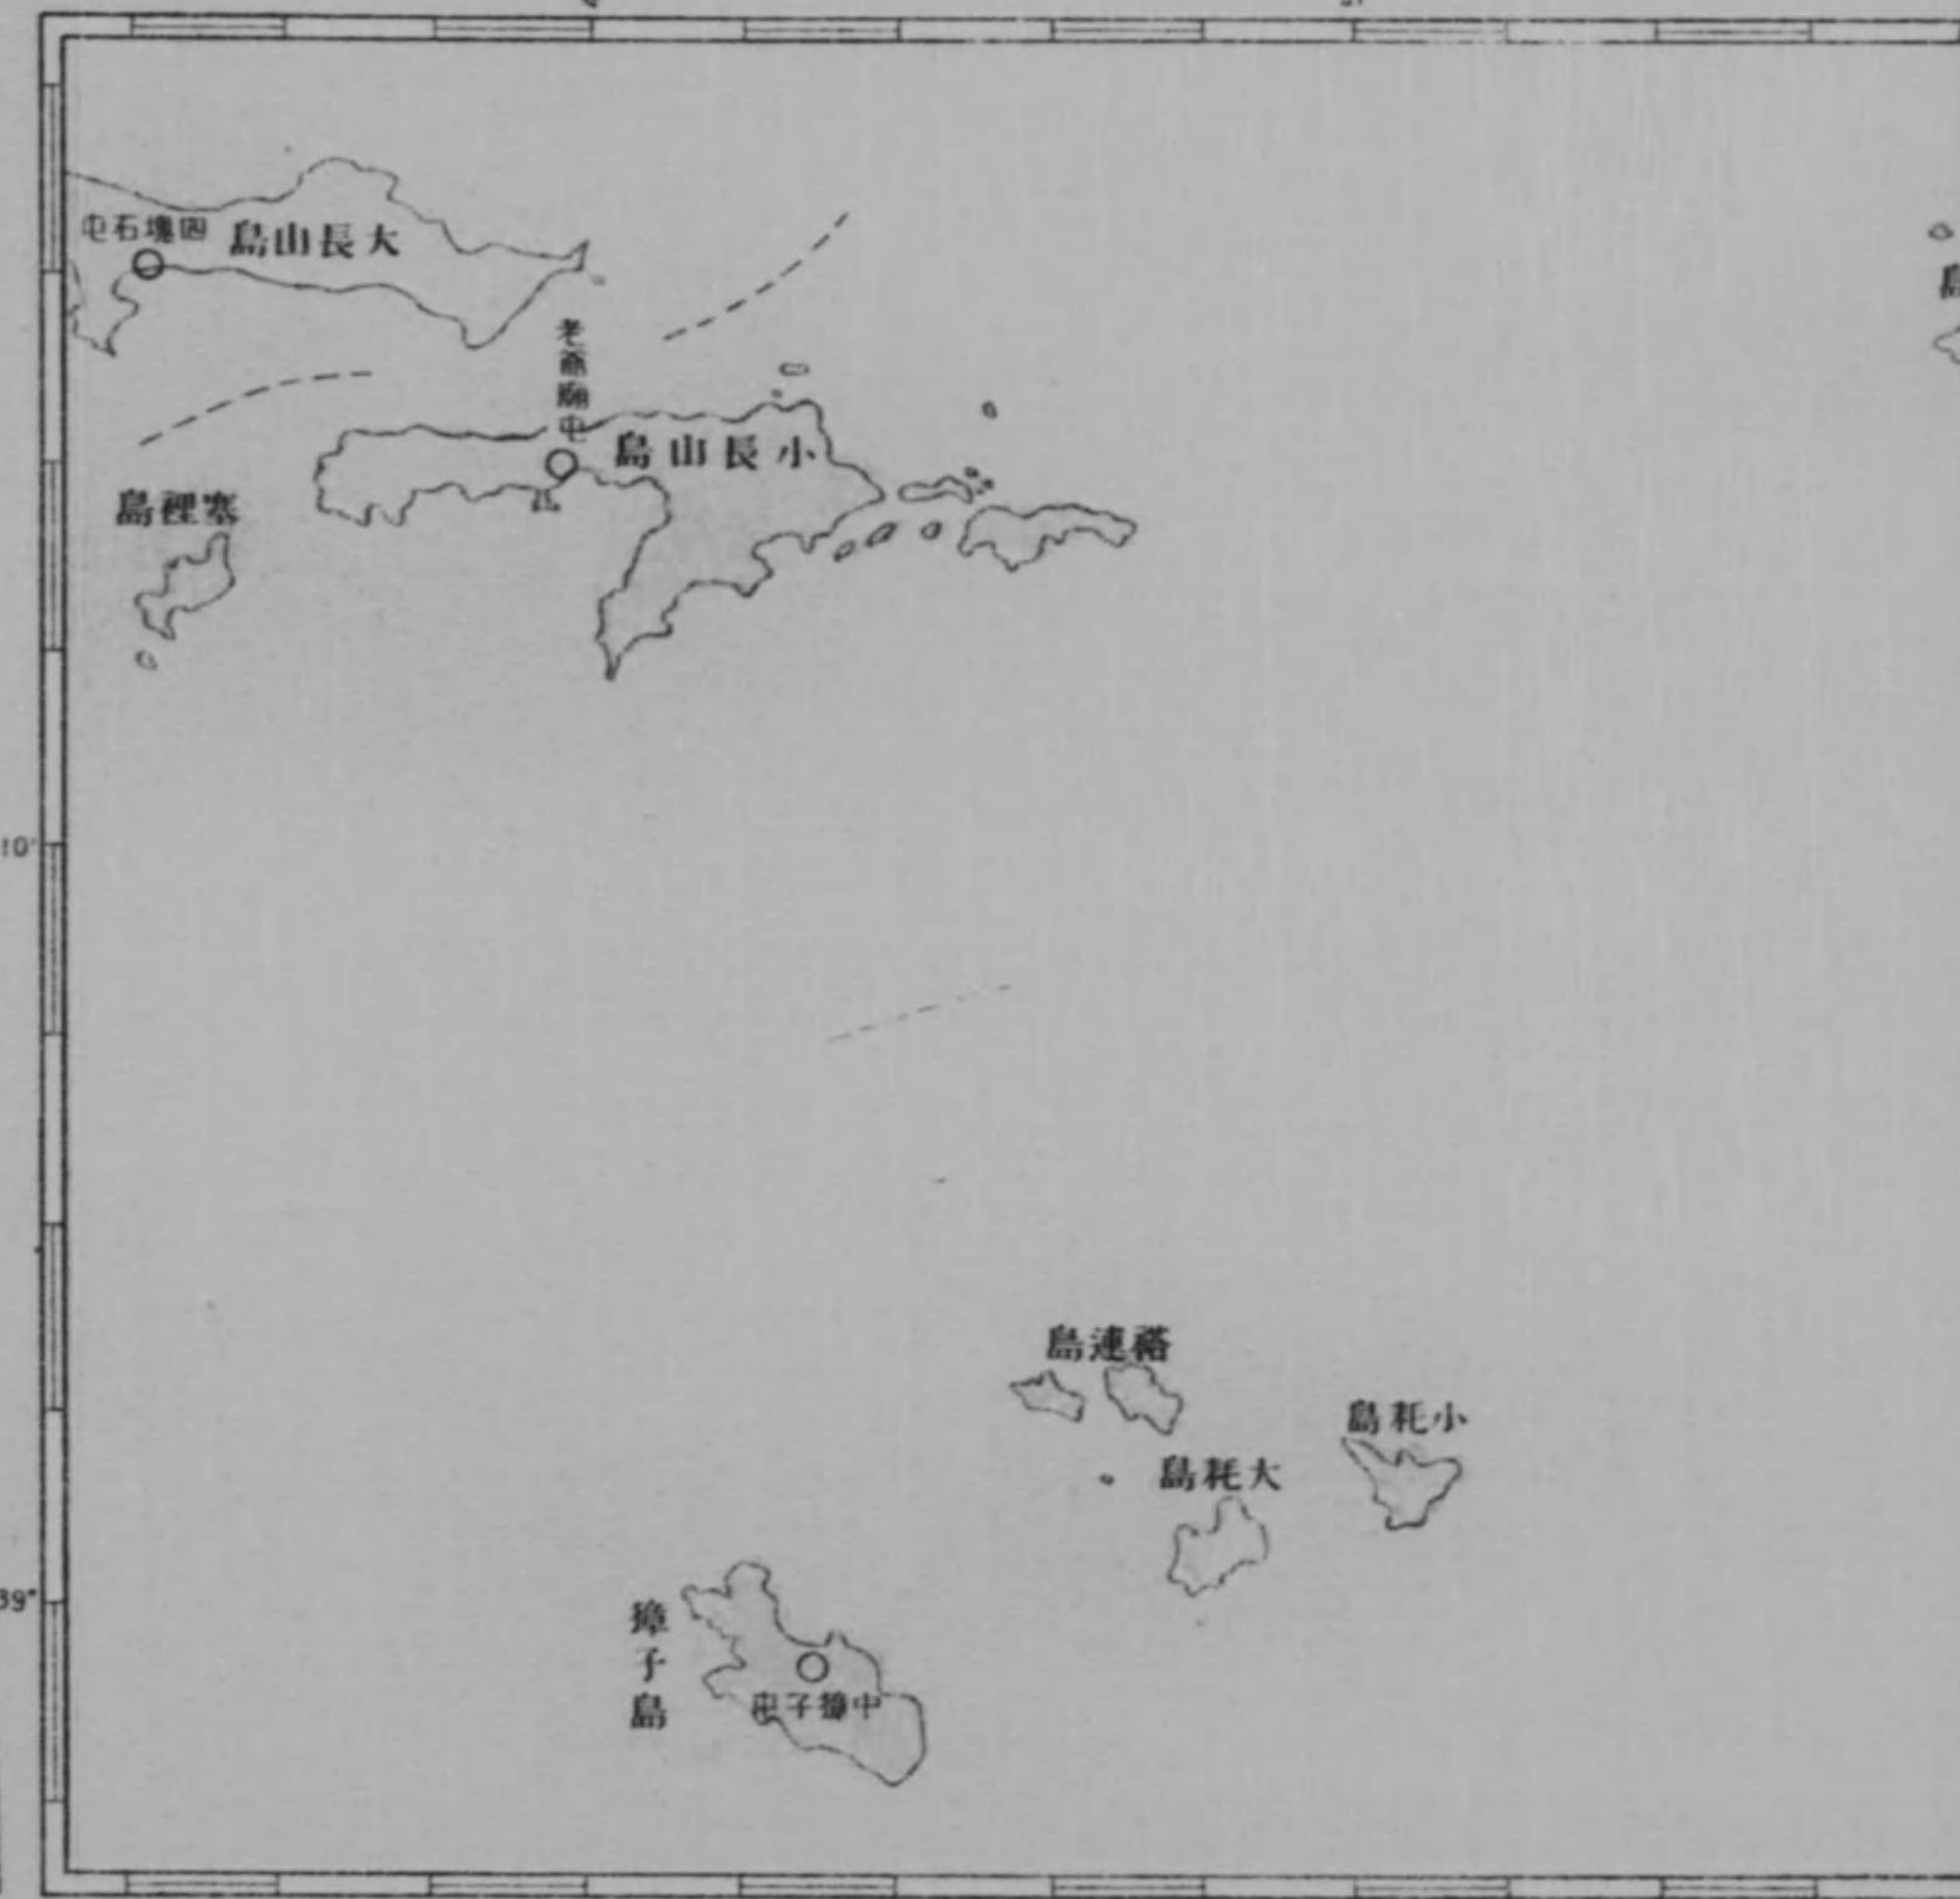 四塊石屯
大長山島
島
老爺廟屯
小長山島
塞裡島
10'
褡連島
小耗島
大耗島
39°
獐子島
中獐子屯